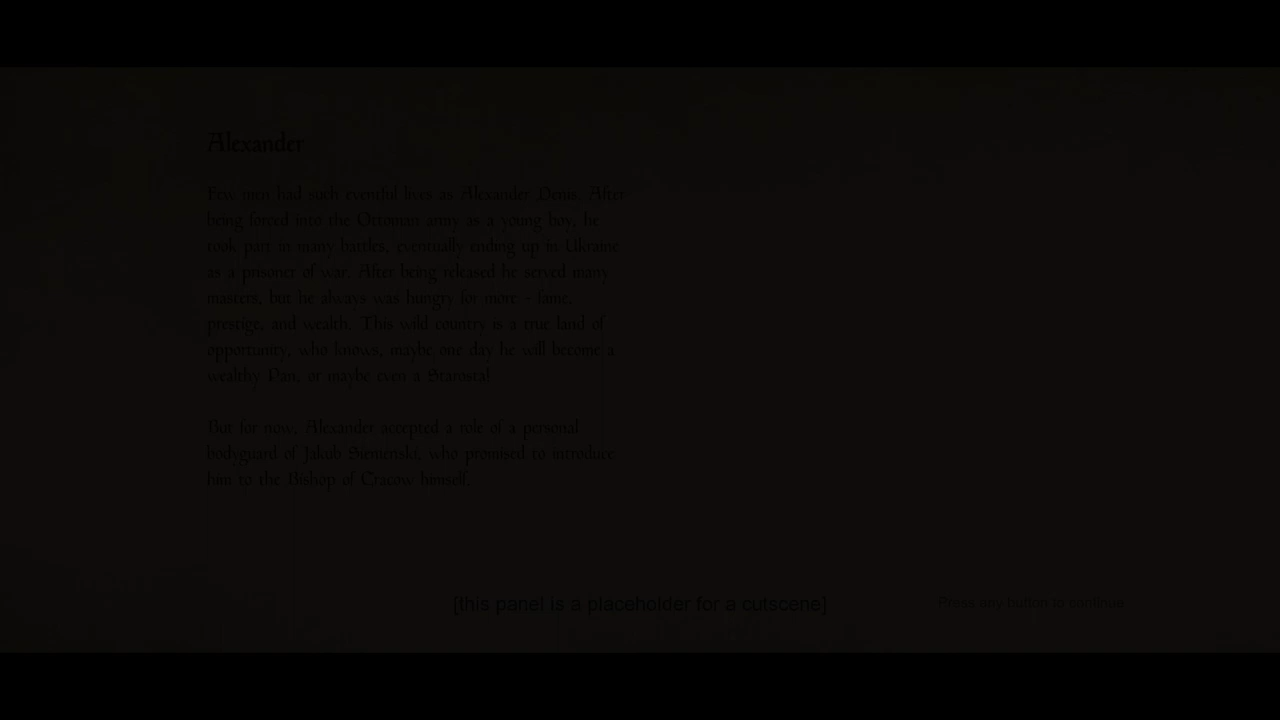 Alexander
Few men had such eventful lives as Alexander Denis. After
being forced into the Ottoman army as a young boy, he
took part in many battles, eventually ending up in Ukraine
as a prisoner of war. After being released he served many
masters, but he always was hungry for more - fame,
prestige, and wealth. This wild country is a true land of
opportunity, who knows, maybe one day he will become a
wealthy Pan, or maybe even a Starosta!
But for now, Alexander accepted a role of a personal
bodyguard of Jakub Siemeński, who promised to introduce
him to the Bishop of Cracow himself.
[this panel is a placeholder for a cutscene]
Press any button to continue